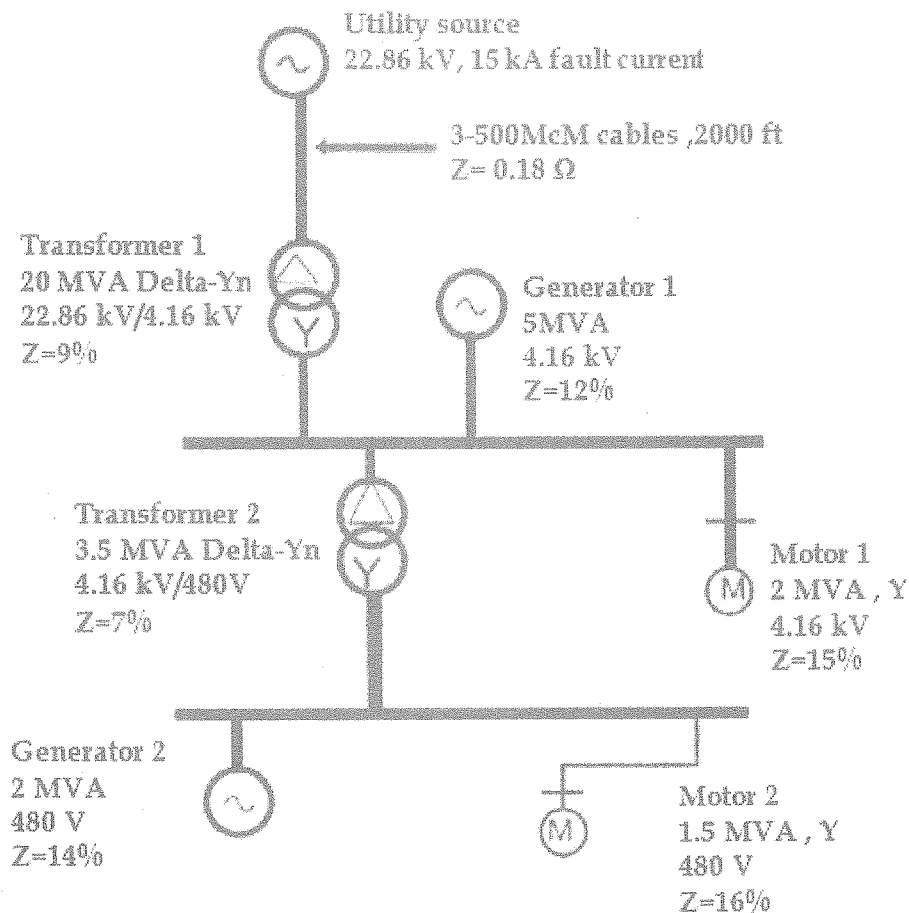 Utility source
22.86 kV, 15 kA fault current
3-500McM cables ,2000 ft
Z= 0.18 Ω
Transformer 1
20 MVA Delta-Yn
22.86 kV/4.16 kV
Z=9%
Y
Generator 1
5MVA
4.16 kV
Z=12%
Transformer 2
3.5 MVA Delta-Yn
4.16 kV/480V
Z=7%
Y
M
Motor 1
2 MVA , Y
4.16 kV
Z=15%
Generator 2
2 MVA
480 V
Z=14%
M
Motor 2
1.5 MVA , Y
480 V
Z=16%